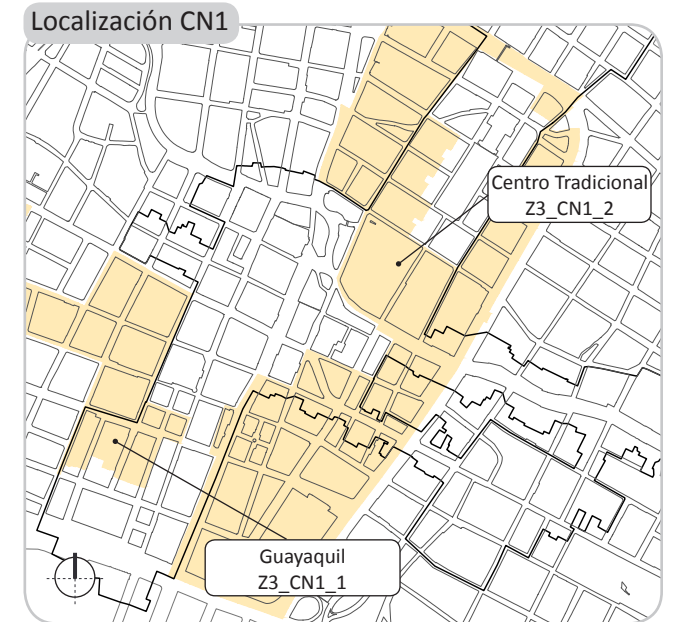 Localización CN1
Centro Tradicional
Z3_CN1_2
Guayaquil
Z3_CN1_1